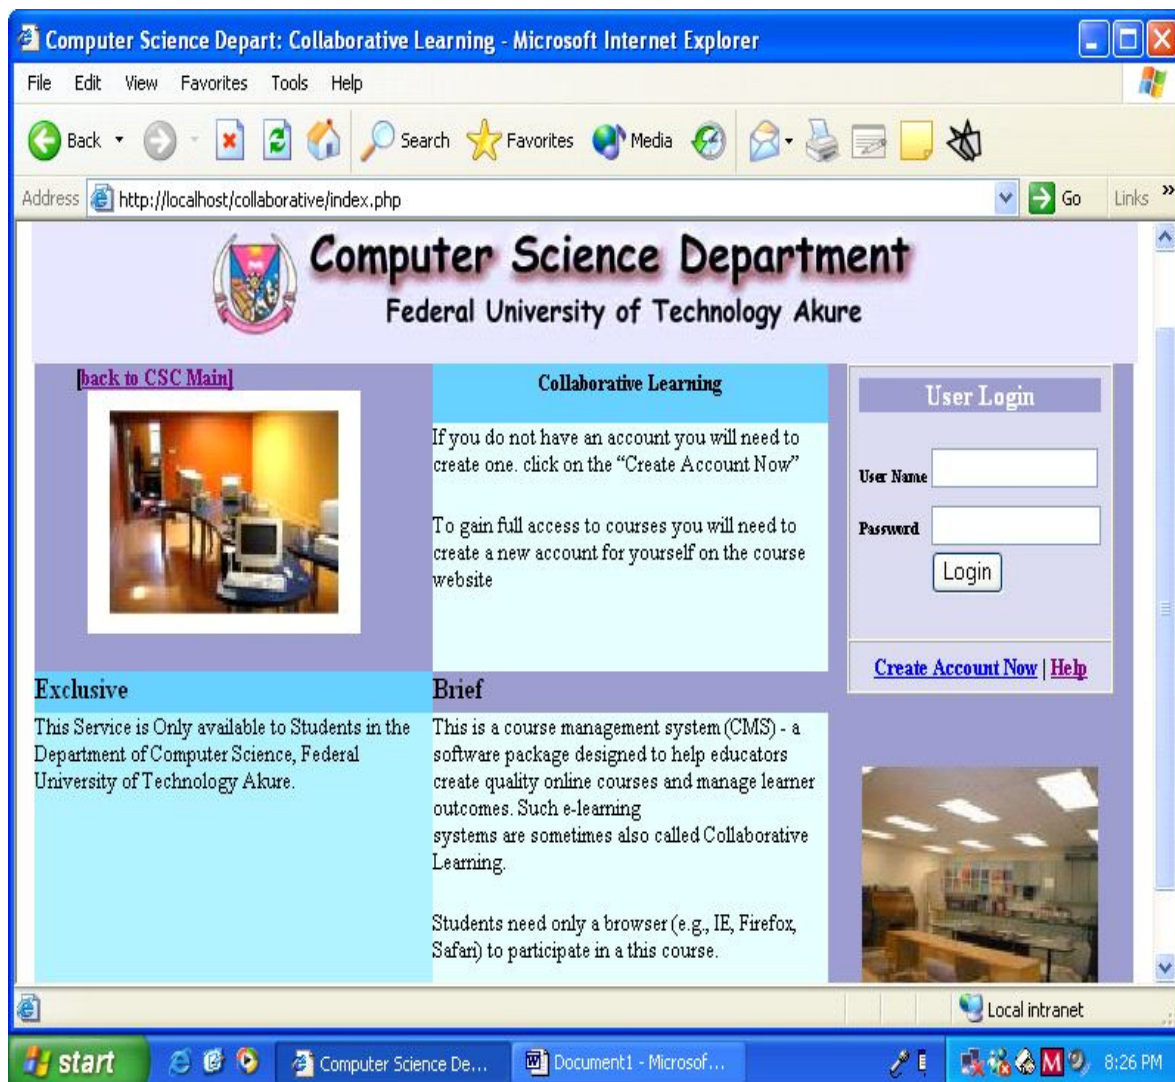 Computer Science Depart: Collaborative Learning - Microsoft Internet Explorer
File Edit View Favorites Tools Help
Back Search Favorites Media
Address http://localhost/collaborative/index.php Go Links »
Computer Science Department
Federal University of Technology Akure
[back to CSC Main]
Collaborative Learning
If you do not have an account you will need to
create one. click on the “Create Account Now”
To gain full access to courses you will need to
create a new account for yourself on the course
website
User Login
User Name
Password
Login
Create Account Now | Help
Exclusive
This Service is Only available to Students in the
Department of Computer Science, Federal
University of Technology Akure.
Brief
This is a course management system (CMS) - a
software package designed to help educators
create quality online courses and manage learner
outcomes. Such e-learning
systems are sometimes also called Collaborative
Learning.
Students need only a browser (e.g., IE, Firefox,
Safari) to participate in a this course.
Local intranet
start Computer Science De... Document1 - Microsof... M 8:26 PM